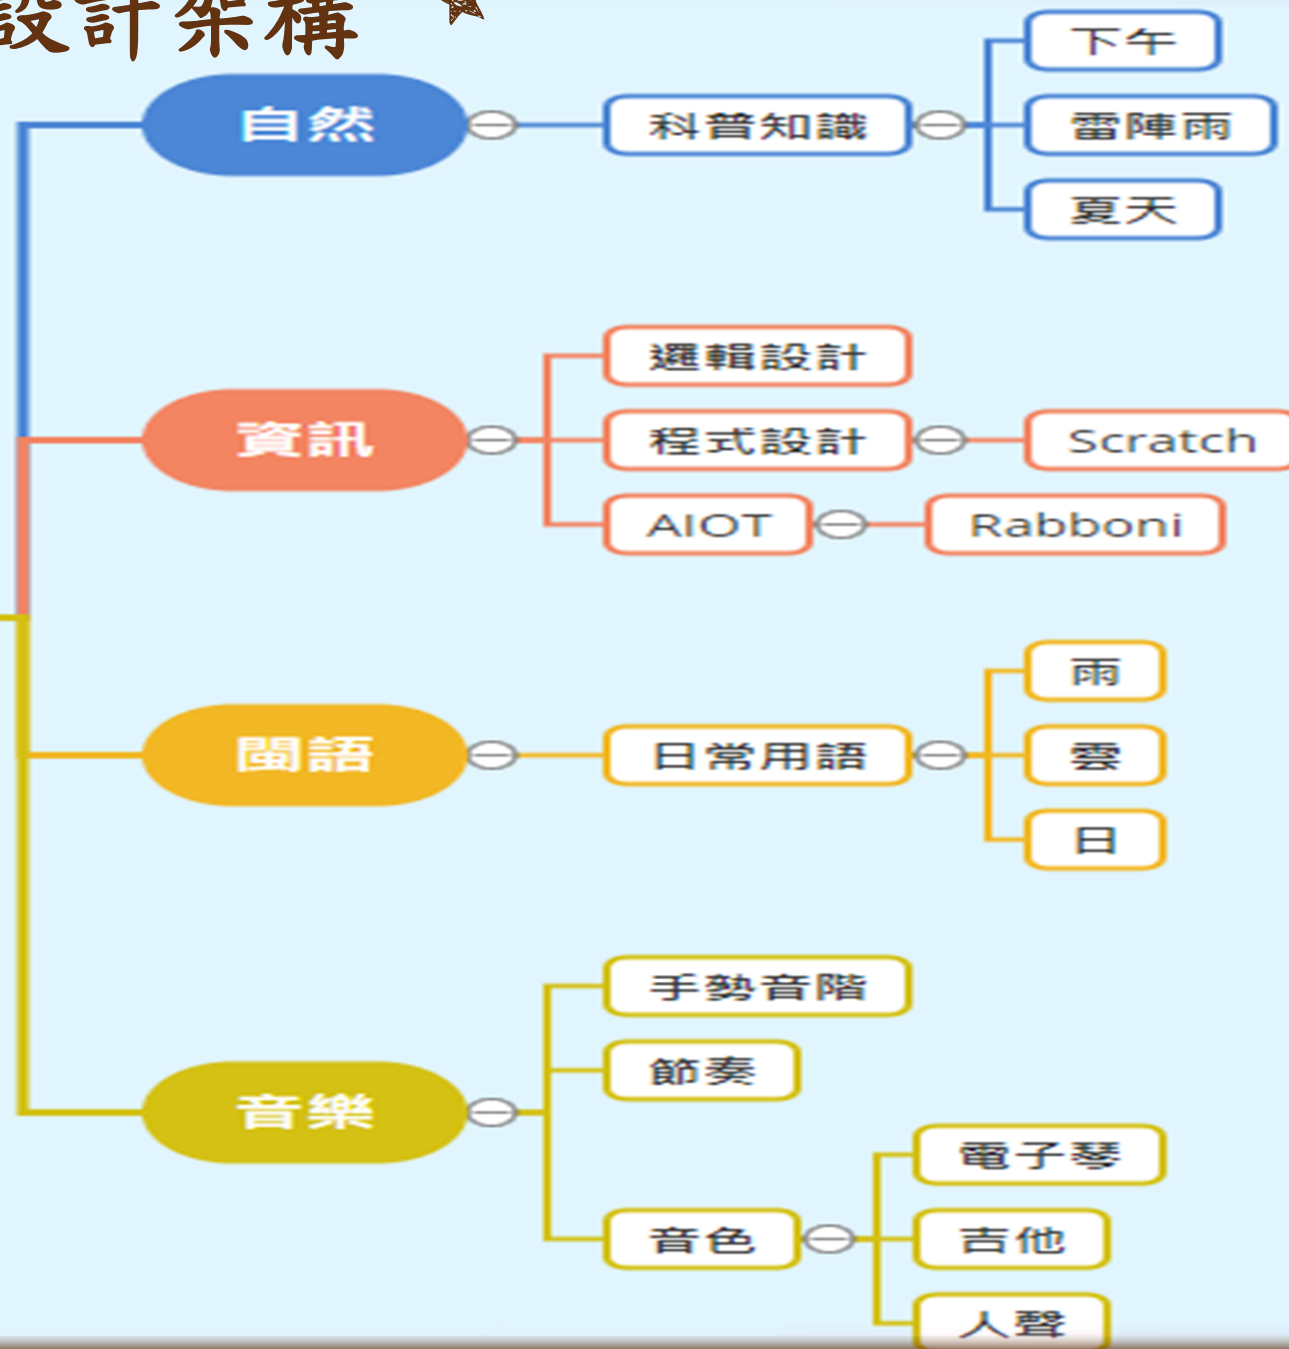 設計架構
自然
科普知識
下午
雷陣雨
夏天
資訊
邏輯設計
程式設計
Scratch
AIOT
Rabboni
閩語
日常用語
雨
雲
日
音樂
手勢音階
節奏
音色
電子琴
吉他
人聲